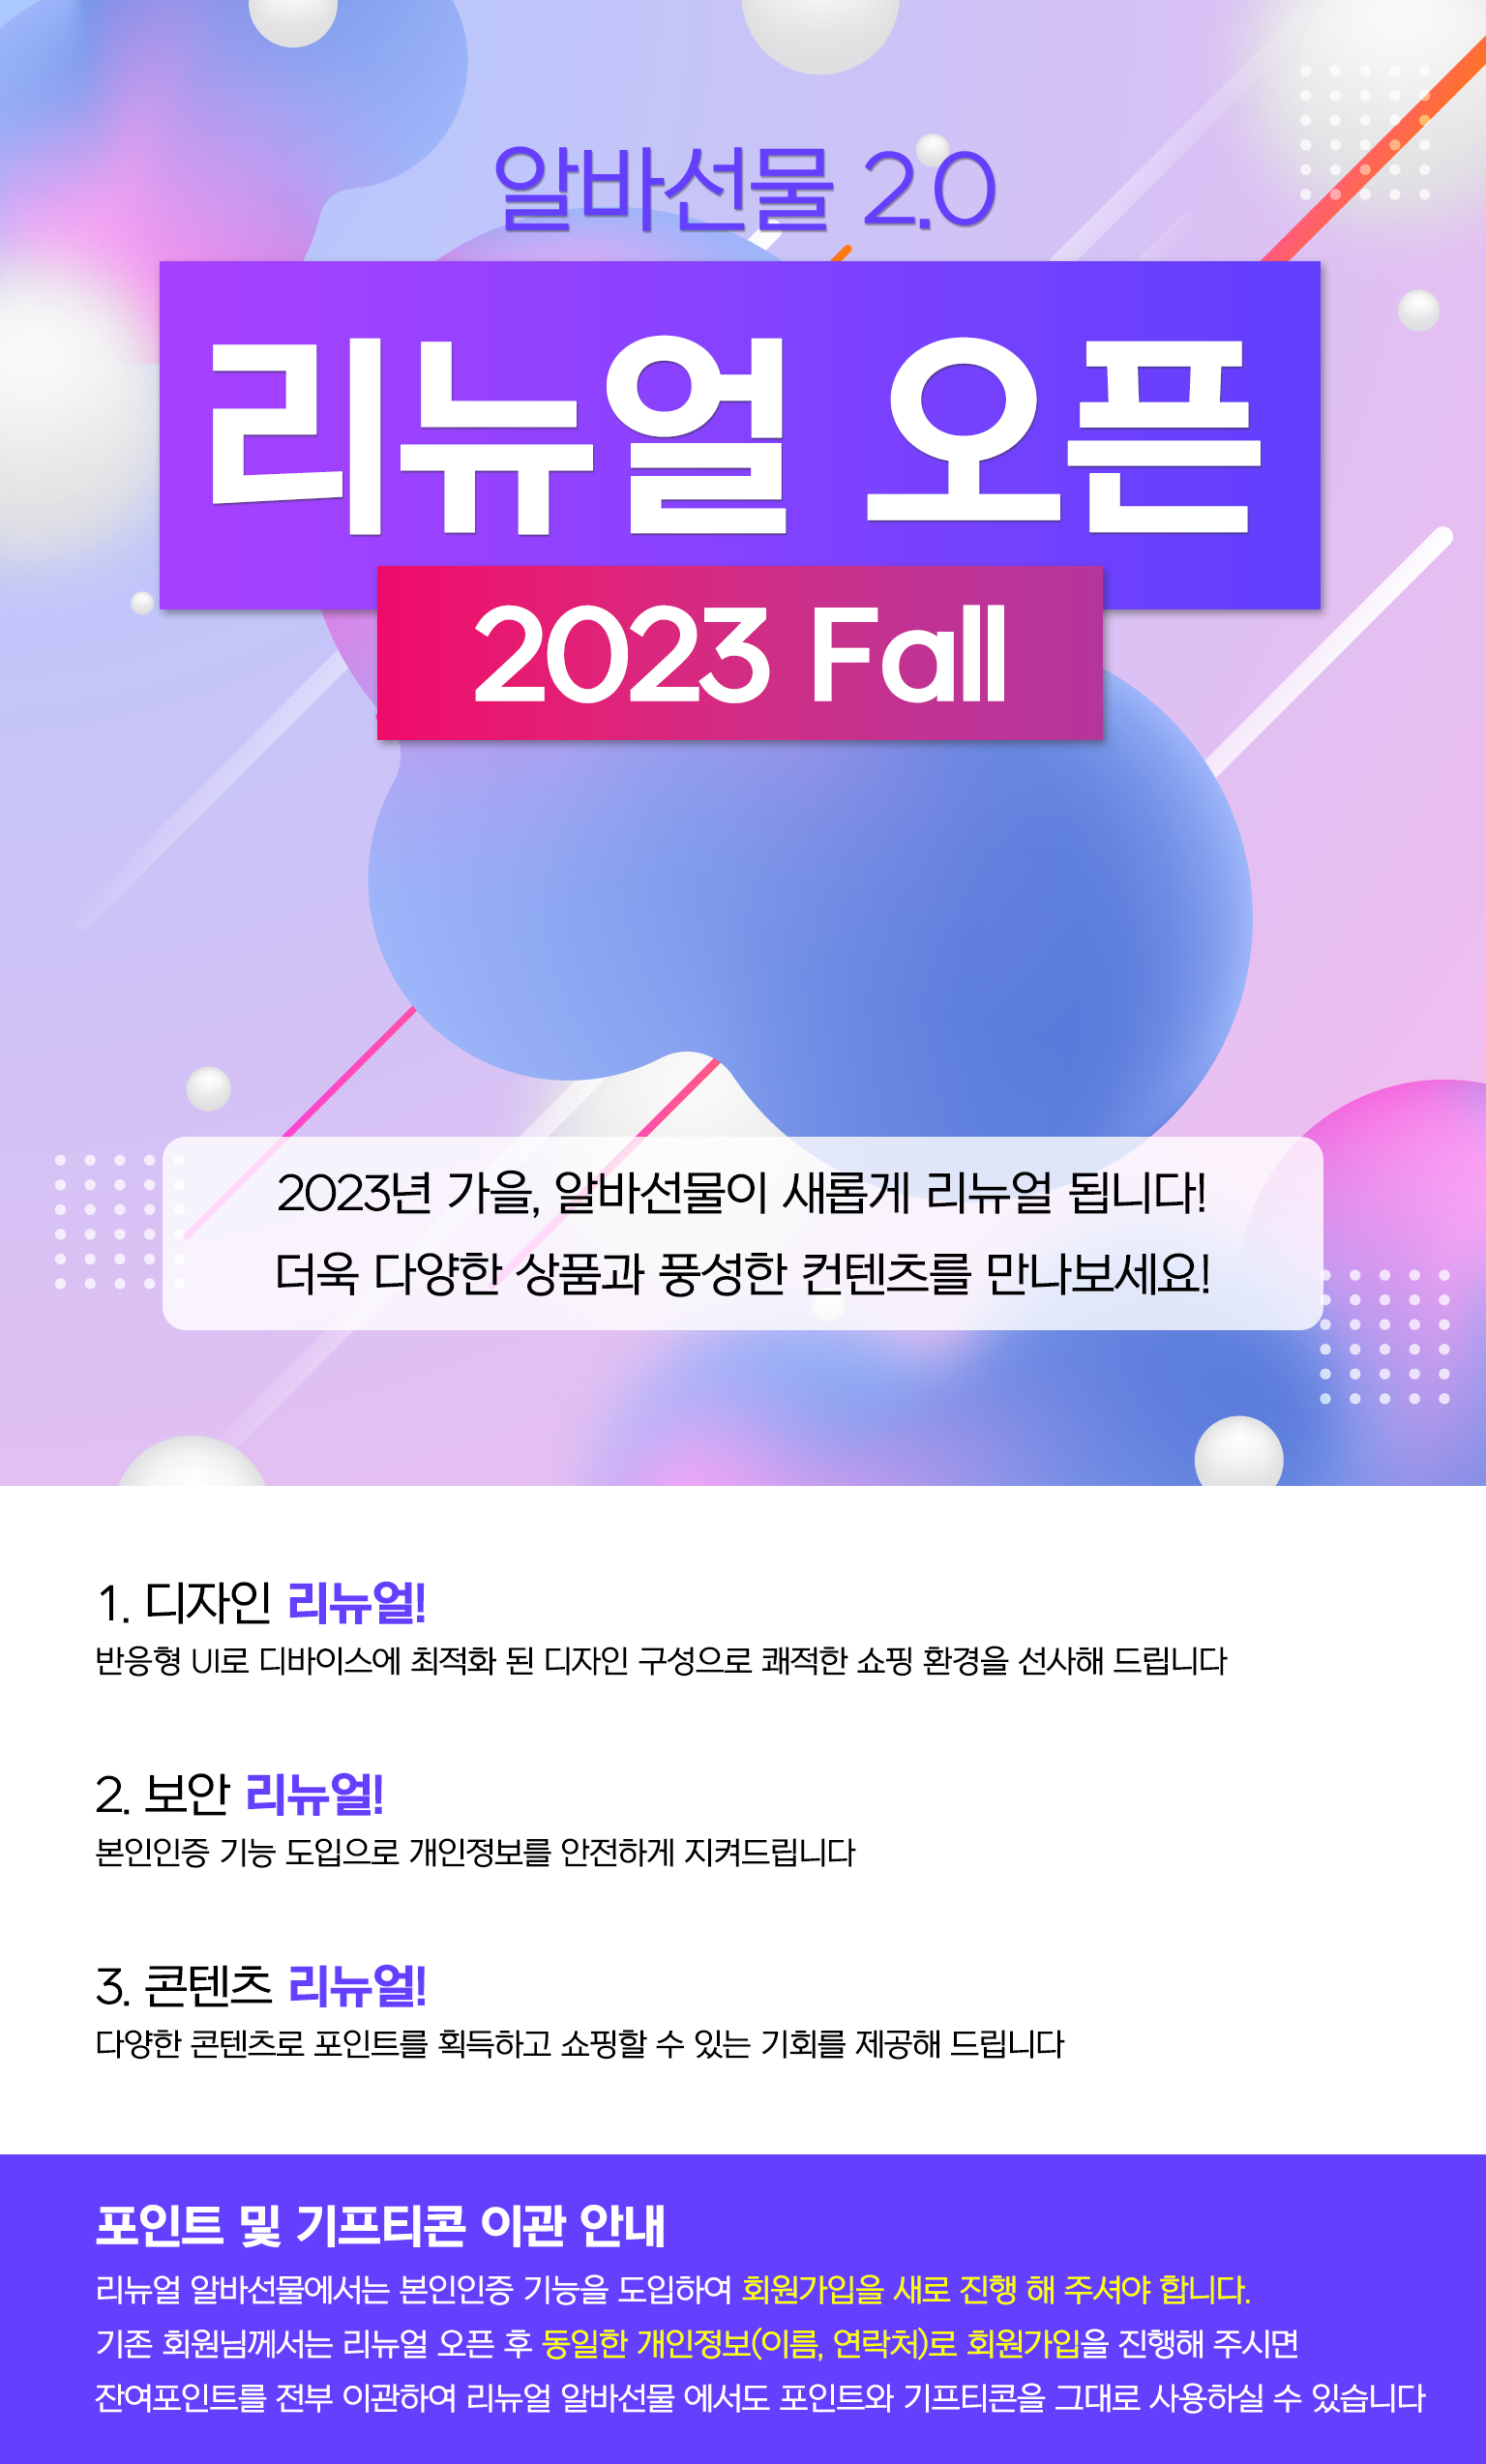 알바선물 2.0
리뉴얼 오픈
2023 Fall
2023년 가을, 알바선물이 새롭게 리뉴얼 됩니다!
더욱 다양한 상품과 풍성한 컨텐츠를 만나보세요!
1. 디자인 리뉴얼!
반응형 UI로 디바이스에 최적화 된 디자인 구성으로 쾌적한 쇼핑 환경을 선사해 드립니다
2. 보안 리뉴얼!
본인인증 기능 도입으로 개인정보를 안전하게 지켜드립니다
3. 콘텐츠 리뉴얼!
다양한 콘텐츠로 포인트를 획득하고 쇼핑할 수 있는 기회를 제공해 드립니다
포인트 및 기프티콘 이관 안내
리뉴얼 알바선물에서는 본인인증 기능을 도입하여 회원가입을 새로 진행 해 주셔야 합니다.
기존 회원님께서는 리뉴얼 오픈 후 동일한 개인정보(이름, 연락처)로 회원가입을 진행해 주시면
잔여포인트를 전부 이관하여 리뉴얼 알바선물 에서도 포인트와 기프티콘을 그대로 사용하실 수 있습니다